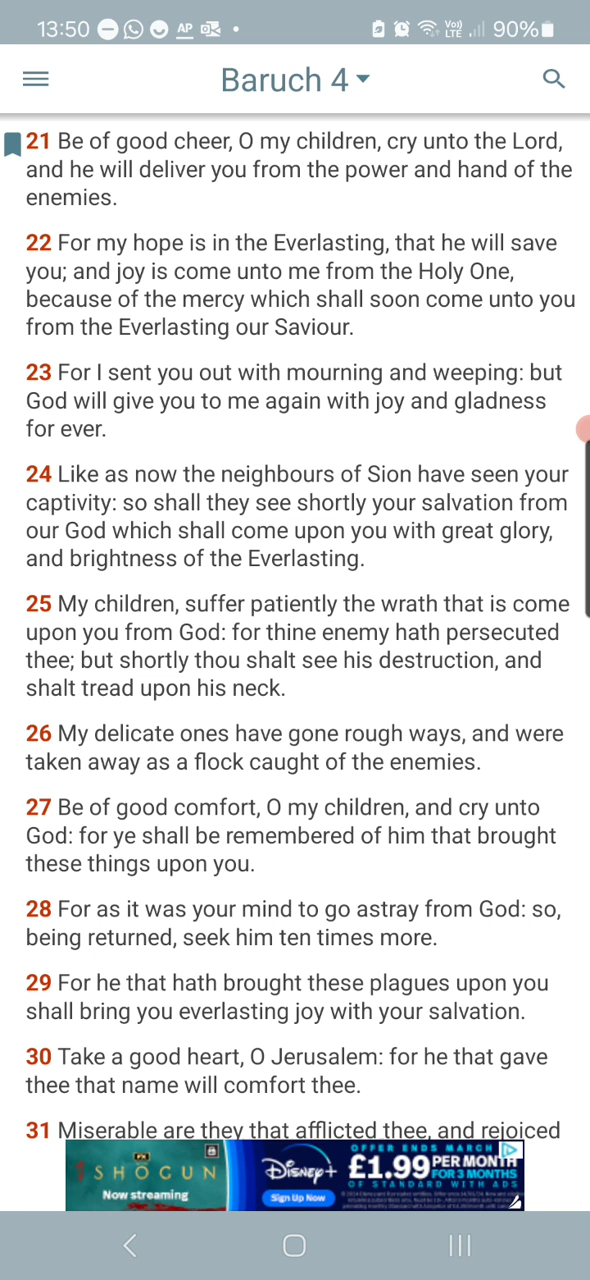 13:50 AP Vo)) LTE 90%
Baruch 4
21 Be of good cheer, O my children, cry unto the Lord,
and he will deliver you from the power and hand of the
enemies.
22 For my hope is in the Everlasting, that he will save
you; and joy is come unto me from the Holy One,
because of the mercy which shall soon come unto you
from the Everlasting our Saviour.
23 For I sent you out with mourning and weeping: but
God will give you to me again with joy and gladness
for ever.
24 Like as now the neighbours of Sion have seen your
captivity: so shall they see shortly your salvation from
our God which shall come upon you with great glory,
and brightness of the Everlasting.
25 My children, suffer patiently the wrath that is come
upon you from God: for thine enemy hath persecuted
thee; but shortly thou shalt see his destruction, and
shalt tread upon his neck.
26 My delicate ones have gone rough ways, and were
taken away as a flock caught of the enemies.
27 Be of good comfort, O my children, and cry unto
God: for ye shall be remembered of him that brought
these things upon you.
28 For as it was your mind to go astray from God: so,
being returned, seek him ten times more.
29 For he that hath brought these plagues upon you
shall bring you everlasting joy with your salvation.
30 Take a good heart, O Jerusalem: for he that gave
thee that name will comfort thee.
31 Miserable are they that afflicted thee, and rejoiced
FX
SHŌGUN
Now streaming
Disney+
Sign Up Now
OFFER ENDS MARCH
£1.99 PER MONTH
FOR 3 MONTHS
OF STANDARD WITH ADS